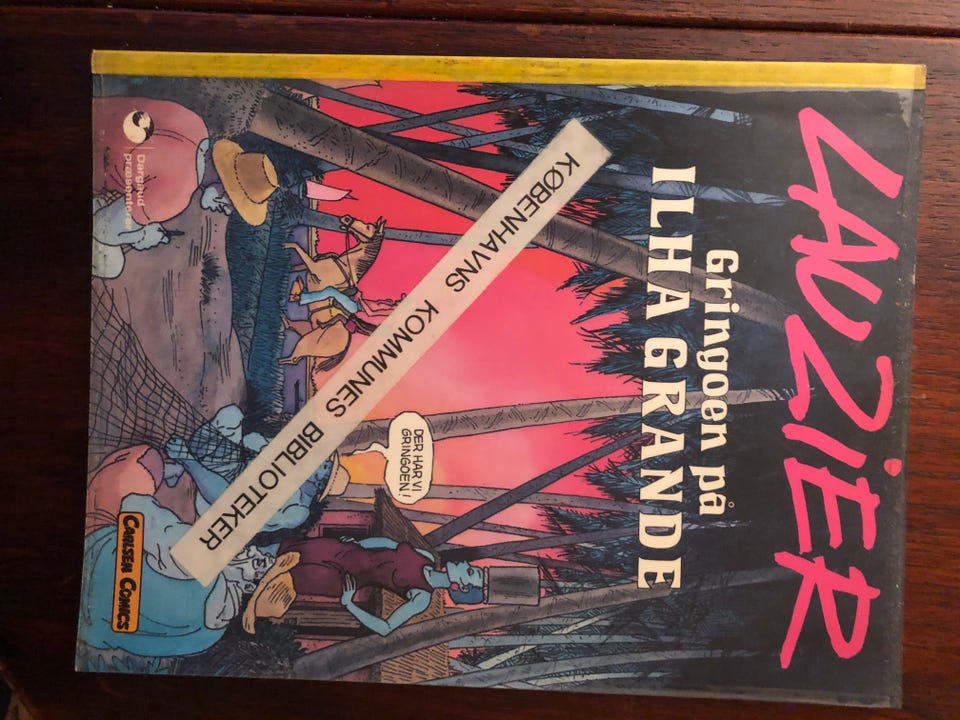 LAUZIER
Gringoen på
ILHA GRANDE
KØBENHAVNS KOMMUNES BIBLIOTEKER
DER HAR VI
GRINGOEN!
Dargaud
præsenterer
CARLSEN COMICS